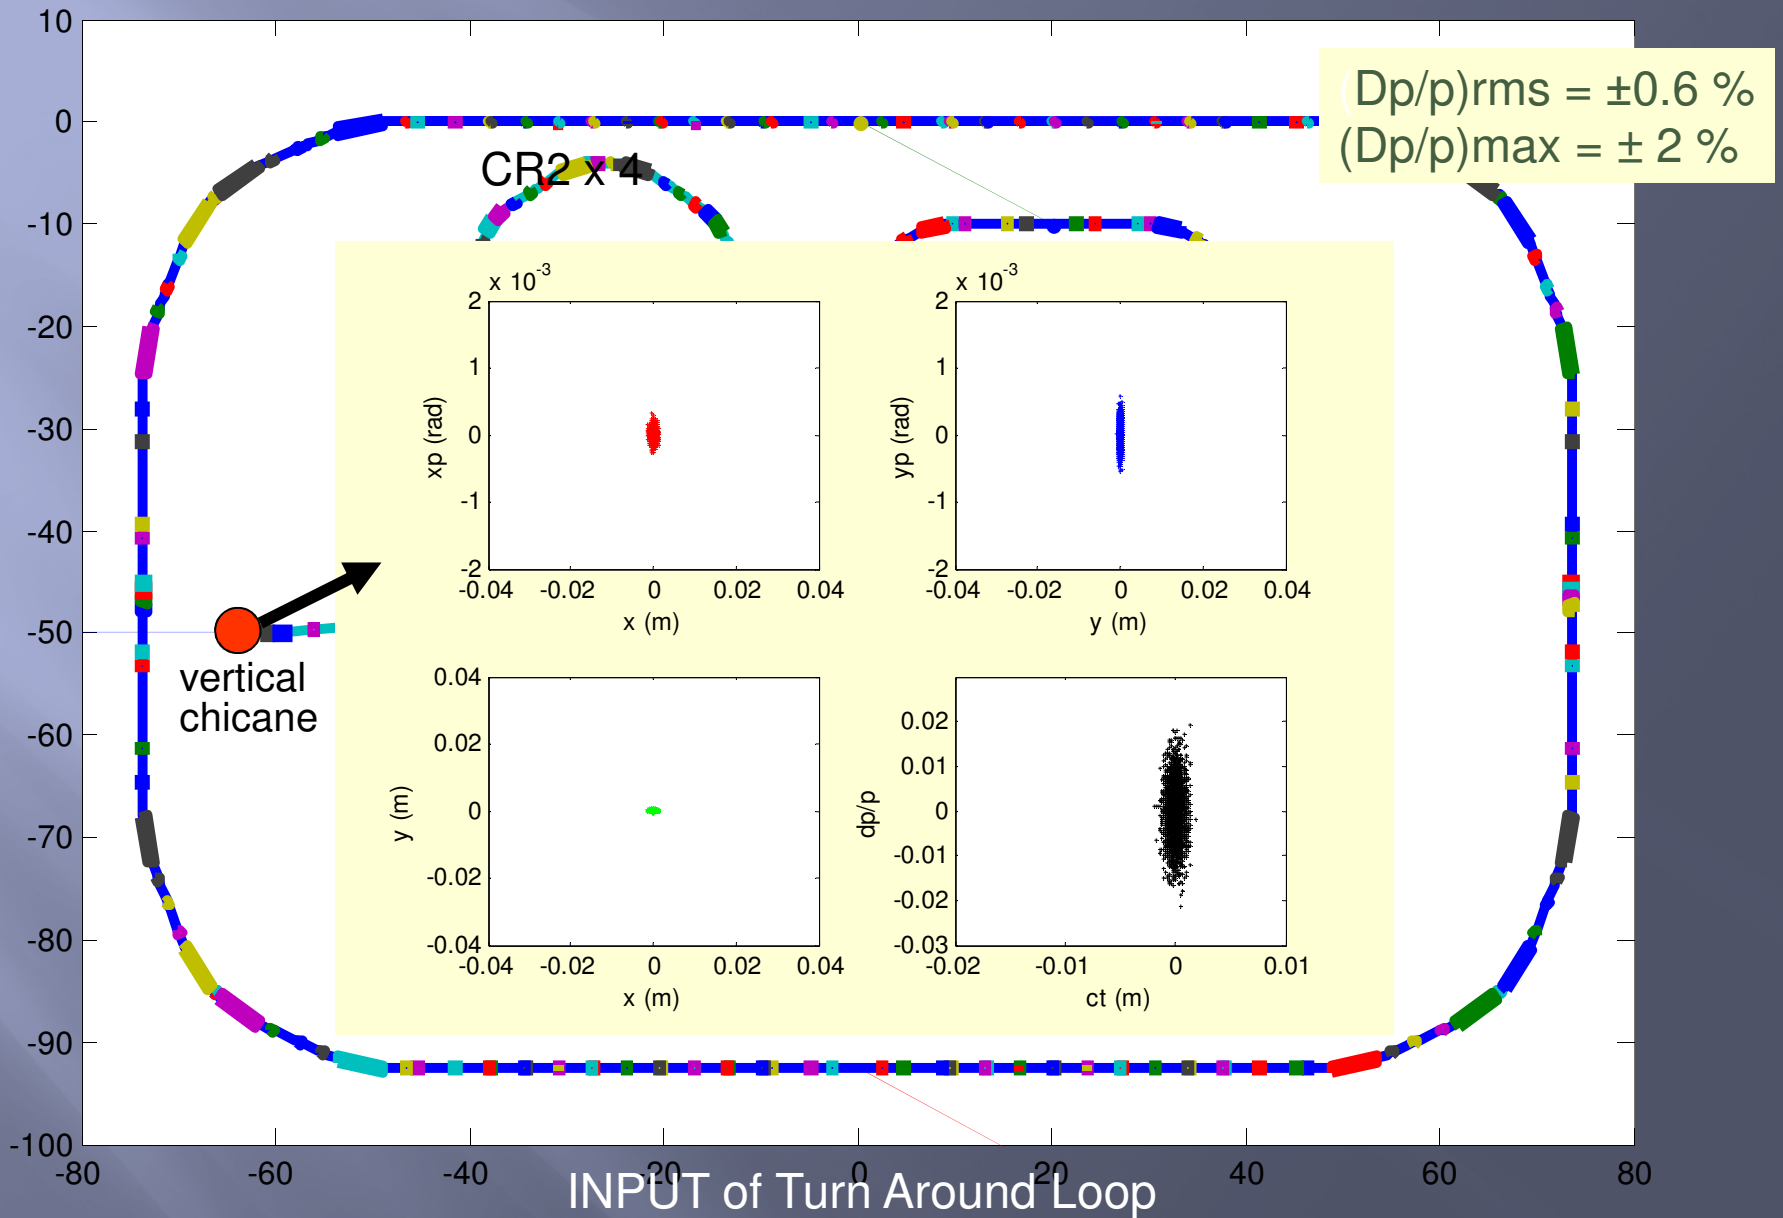 10
0
-10
-20
-30
-40
-50
-60
-70
-80
-90
-100
-80
-60
-40
-20
0
20
40
60
80
(Dp/p)rms = ±0.6 %
(Dp/p)max = ± 2 %
CR2 x 4
vertical
chicane
x 10-3
2
1
0
-1
-2
-0.04 -0.02 0 0.02 0.04
xp (rad)
x (m)
x 10-3
2
1
0
-1
-2
-0.04 -0.02 0 0.02 0.04
yp (rad)
y (m)
0.04
0.02
0
-0.02
-0.04
-0.04 -0.02 0 0.02 0.04
y (m)
x (m)
0.02
0.01
0
-0.01
-0.02
-0.03
-0.02 -0.01 0 0.01
dp/p
ct (m)
INPUT of Turn Around Loop